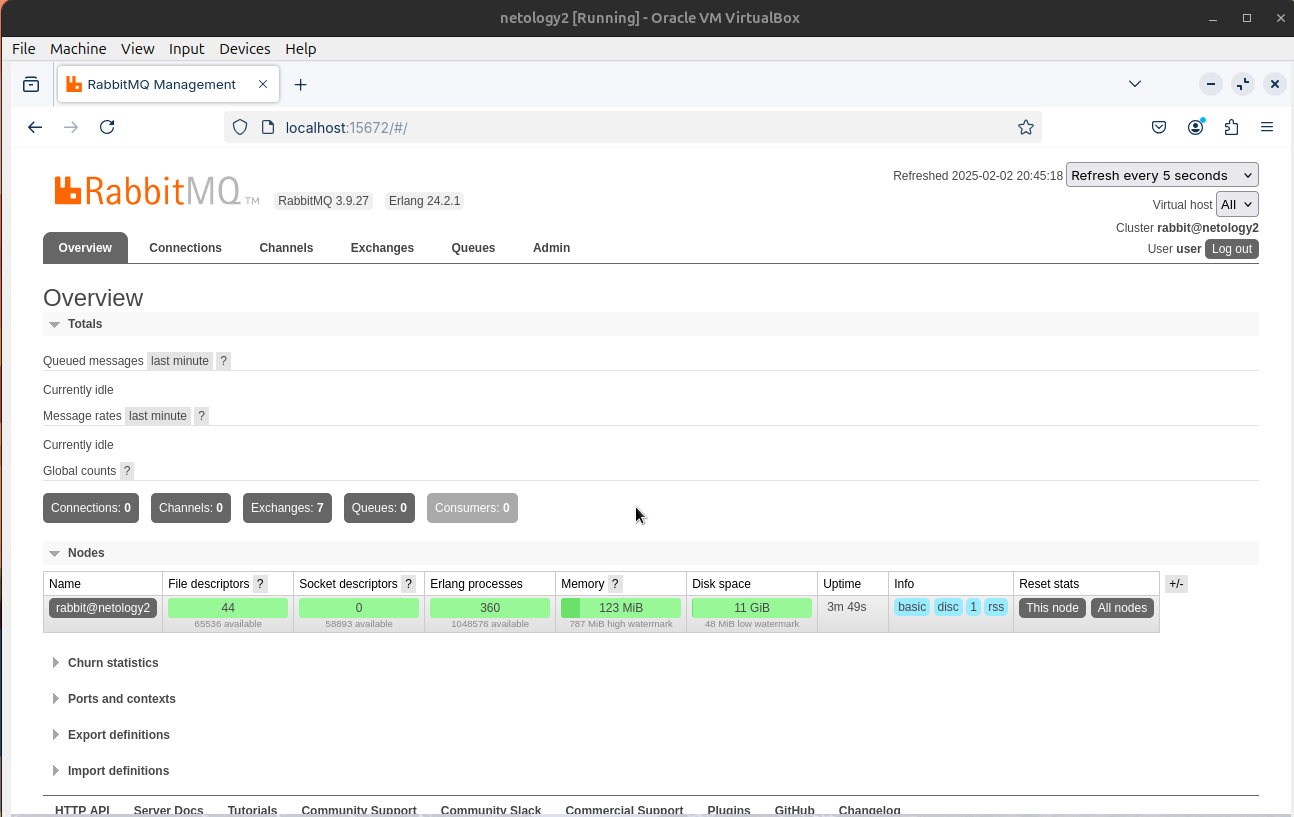 netology2 [Running] - Oracle VM VirtualBox
File Machine View Input Devices Help
RabbitMQ Management
localhost:15672/#/
RabbitMQ TM RabbitMQ 3.9.27 Erlang 24.2.1
Refreshed 2025-02-02 20:45:18 Refresh every 5 seconds
Virtual host All
Cluster rabbit@netology2
User user Log out
Overview Connections Channels Exchanges Queues Admin
Overview
Totals
Queued messages last minute ?
Currently idle
Message rates last minute ?
Currently idle
Global counts ?
Connections: 0 Channels: 0 Exchanges: 7 Queues: 0 Consumers: 0
Nodes
Name File descriptors ? Socket descriptors ? Erlang processes Memory ? Disk space Uptime Info Reset stats +/-
rabbit@netology2 44 0 360 123 MiB 11 GiB 3m 49s basic disc 1 rss This node All nodes
65536 available 58893 available 1048576 available 787 MiB high watermark 48 MiB low watermark
Churn statistics
Ports and contexts
Export definitions
Import definitions
HTTP API Server Docs Tutorials Community Support Community Slack Commercial Support Plugins GitHub Changelog